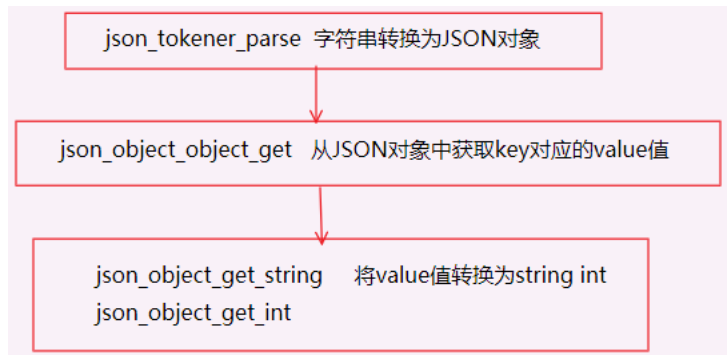 json_tokener_parse 字符串转换为JSON对象
json_object_object_get 从JSON对象中获取key对应的value值
json_object_get_string 将value值转换为string int
json_object_get_int